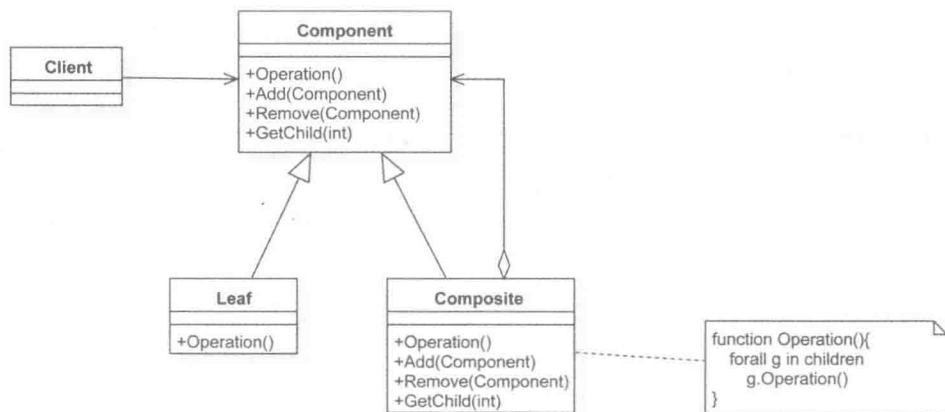 Component
Client
+Operation()
+Add(Component)
+Remove(Component)
+GetChild(int)
Leaf
+Operation()
Composite
+Operation()
+Add(Component)
+Remove(Component)
+GetChild(int)
function Operation(){
forall g in children
g.Operation()
}